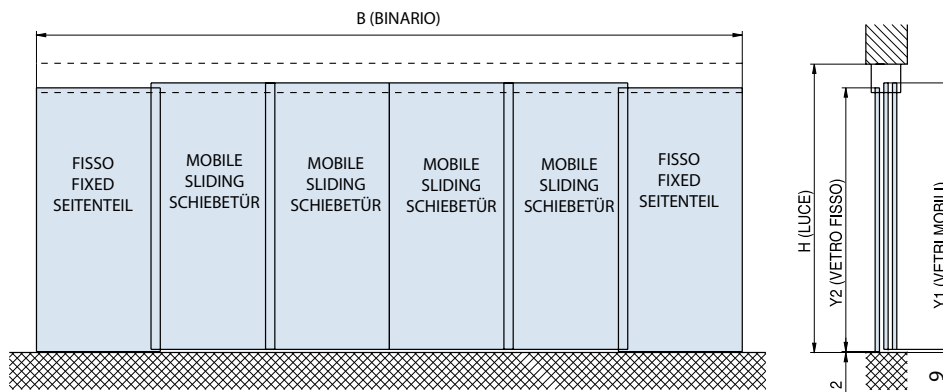 B (BINARIO)
FISSO
FIXED
SEITENTEIL
MOBILE
SLIDING
SCHIEBETÜR
MOBILE
SLIDING
SCHIEBETÜR
MOBILE
SLIDING
SCHIEBETÜR
MOBILE
SLIDING
SCHIEBETÜR
FISSO
FIXED
SEITENTEIL
H (LUCE)
Y2 (VETRO FISSO)
Y1 (VETRI MOBILI)
2
9